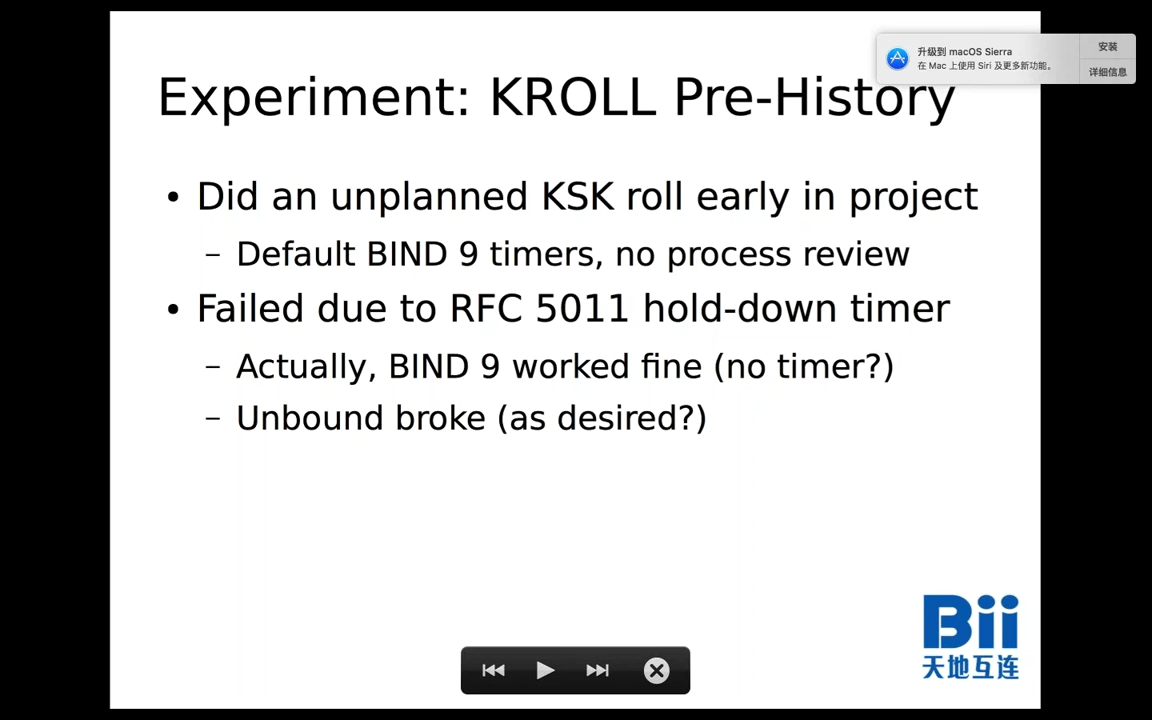 升级到 macOS Sierra
在 Mac 上使用 Siri 及更多新功能。
安装
详细信息
Experiment: KROLL Pre-History
• Did an unplanned KSK roll early in project
– Default BIND 9 timers, no process review
• Failed due to RFC 5011 hold-down timer
– Actually, BIND 9 worked fine (no timer?)
– Unbound broke (as desired?)
Bii
天地互连